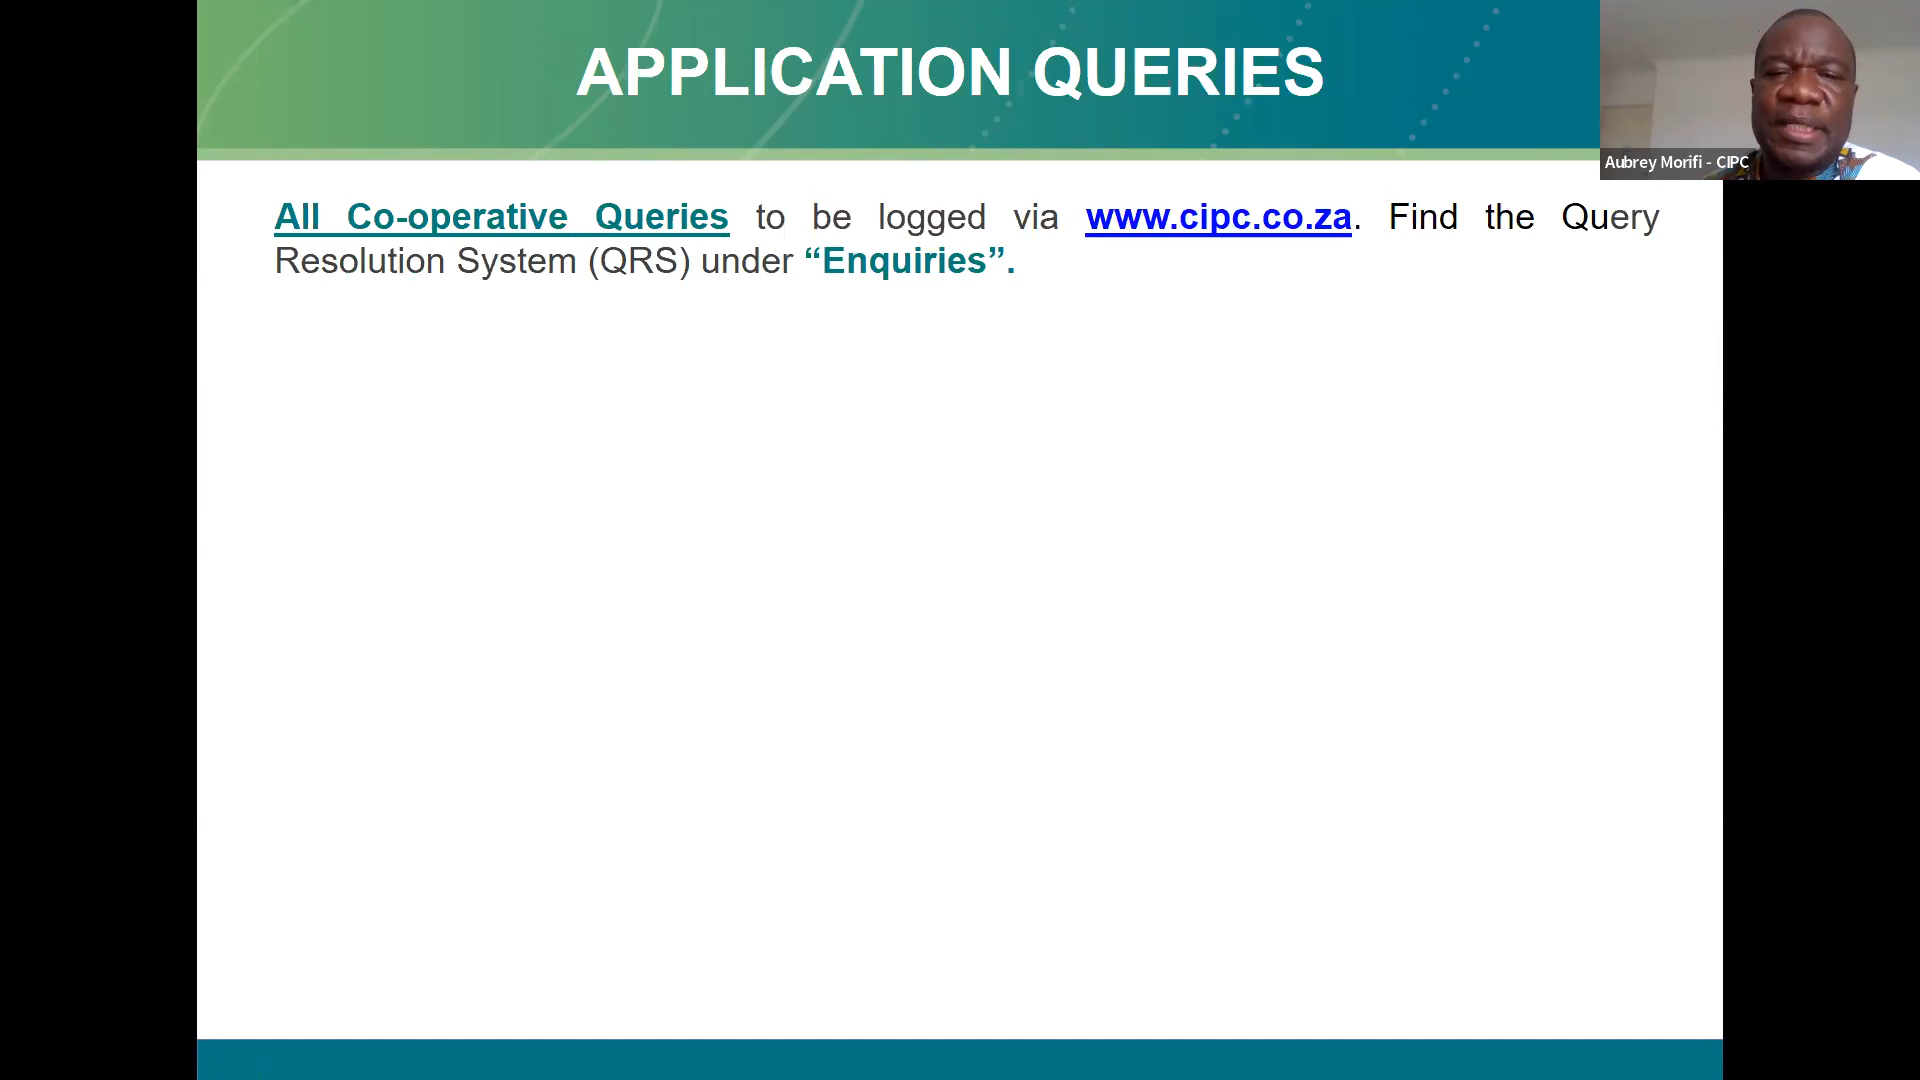 APPLICATION QUERIES
Aubrey Morifi - CIPC
All Co-operative Queries to be logged via www.cipc.co.za. Find the Query
Resolution System (QRS) under “Enquiries”.